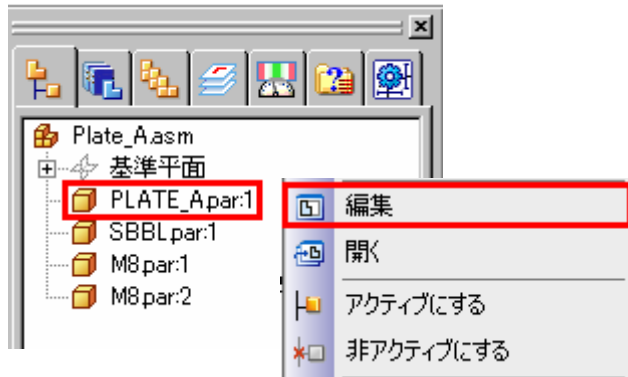 Plate_A.asm
基準平面
PLATE_A.par:1
SBBL.par:1
M8.par:1
M8.par:2
編集
開く
アクティブにする
非アクティブにする